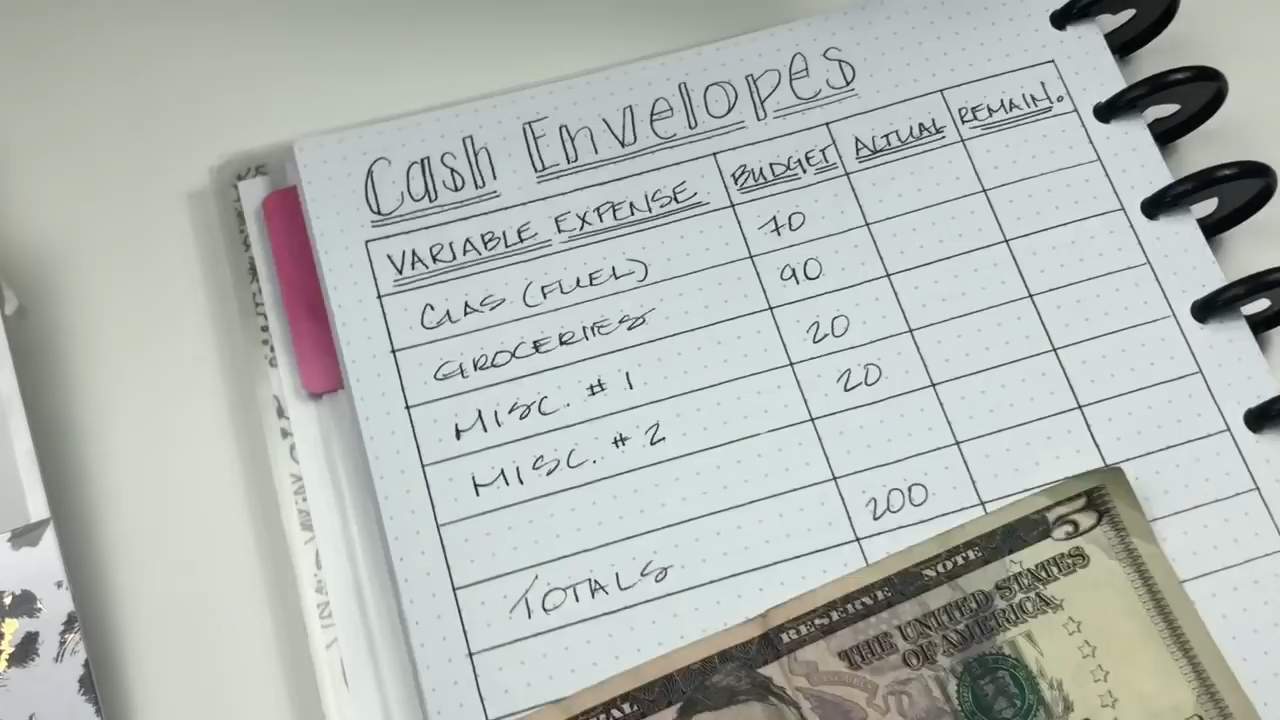 Cash Envelopes
VARIABLE EXPENSE BUDGET ACTUAL REMAIN.
GAS (FUEL) 70
GROCERIES 90
MISC. # 1 20
MISC. # 2 20
TOTALS 200
RESERVE NOTE
5
THE UNITED STATES
OF AMERICA